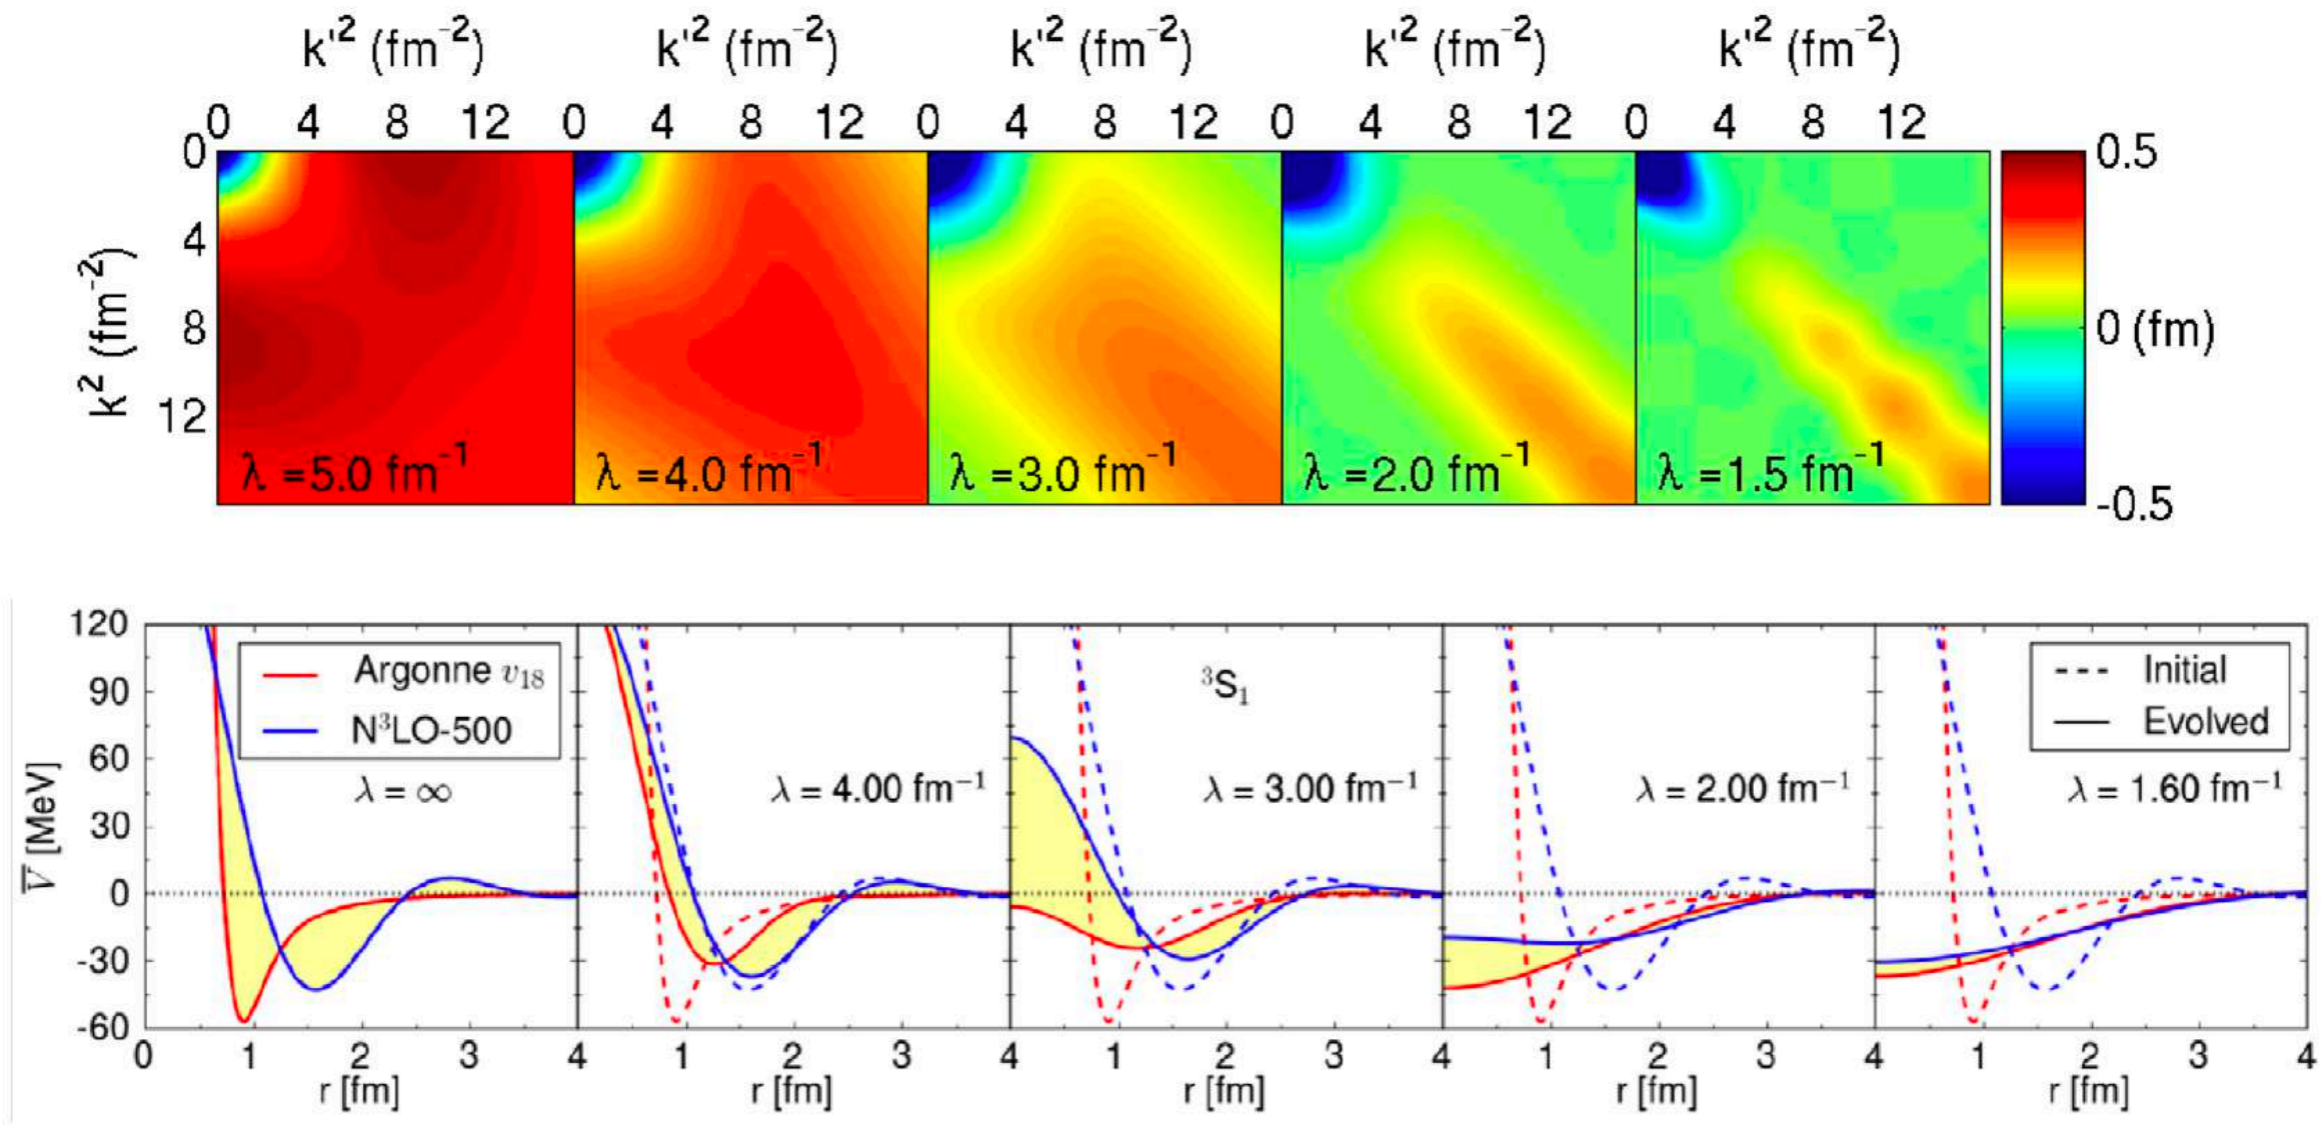 k'² (fm⁻²) k'² (fm⁻²) k'² (fm⁻²) k'² (fm⁻²) k'² (fm⁻²)
0 4 8 12 0 4 8 12 0 4 8 12 0 4 8 12 0 4 8 12
0
4
8
12
k² (fm⁻²)
λ =5.0 fm⁻¹ λ =4.0 fm⁻¹ λ =3.0 fm⁻¹ λ =2.0 fm⁻¹ λ =1.5 fm⁻¹
0.5
0 (fm)
-0.5
120
90
60
30
0
-30
-60
V̅ [MeV]
Argonne v₁₈
N³LO-500
λ = ∞
λ = 4.00 fm⁻¹
³S₁
λ = 3.00 fm⁻¹
λ = 2.00 fm⁻¹
Initial
Evolved
λ = 1.60 fm⁻¹
0 1 2 3 4 1 2 3 4 1 2 3 4 1 2 3 4 1 2 3 4
r [fm] r [fm] r [fm] r [fm] r [fm]